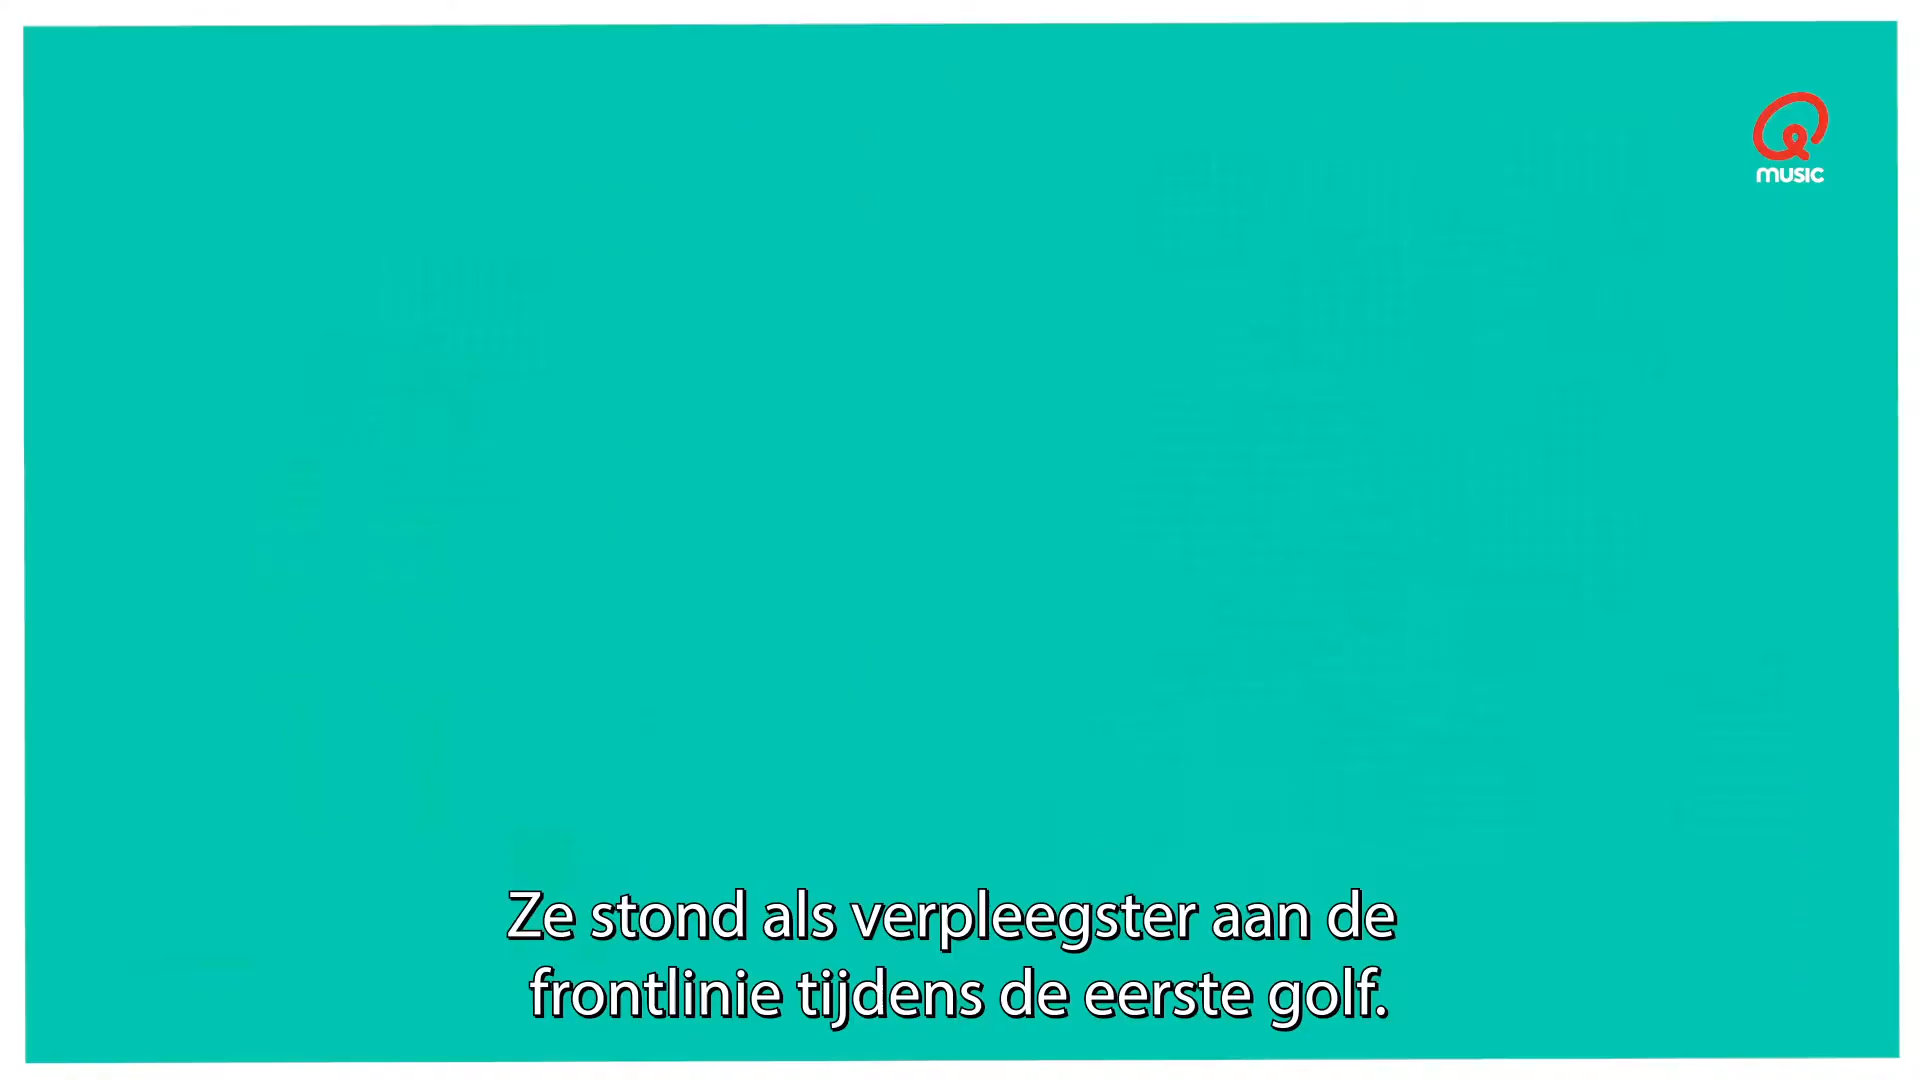 Q
music
Ze stond als verpleegster aan de
frontlinie tijdens de eerste golf.